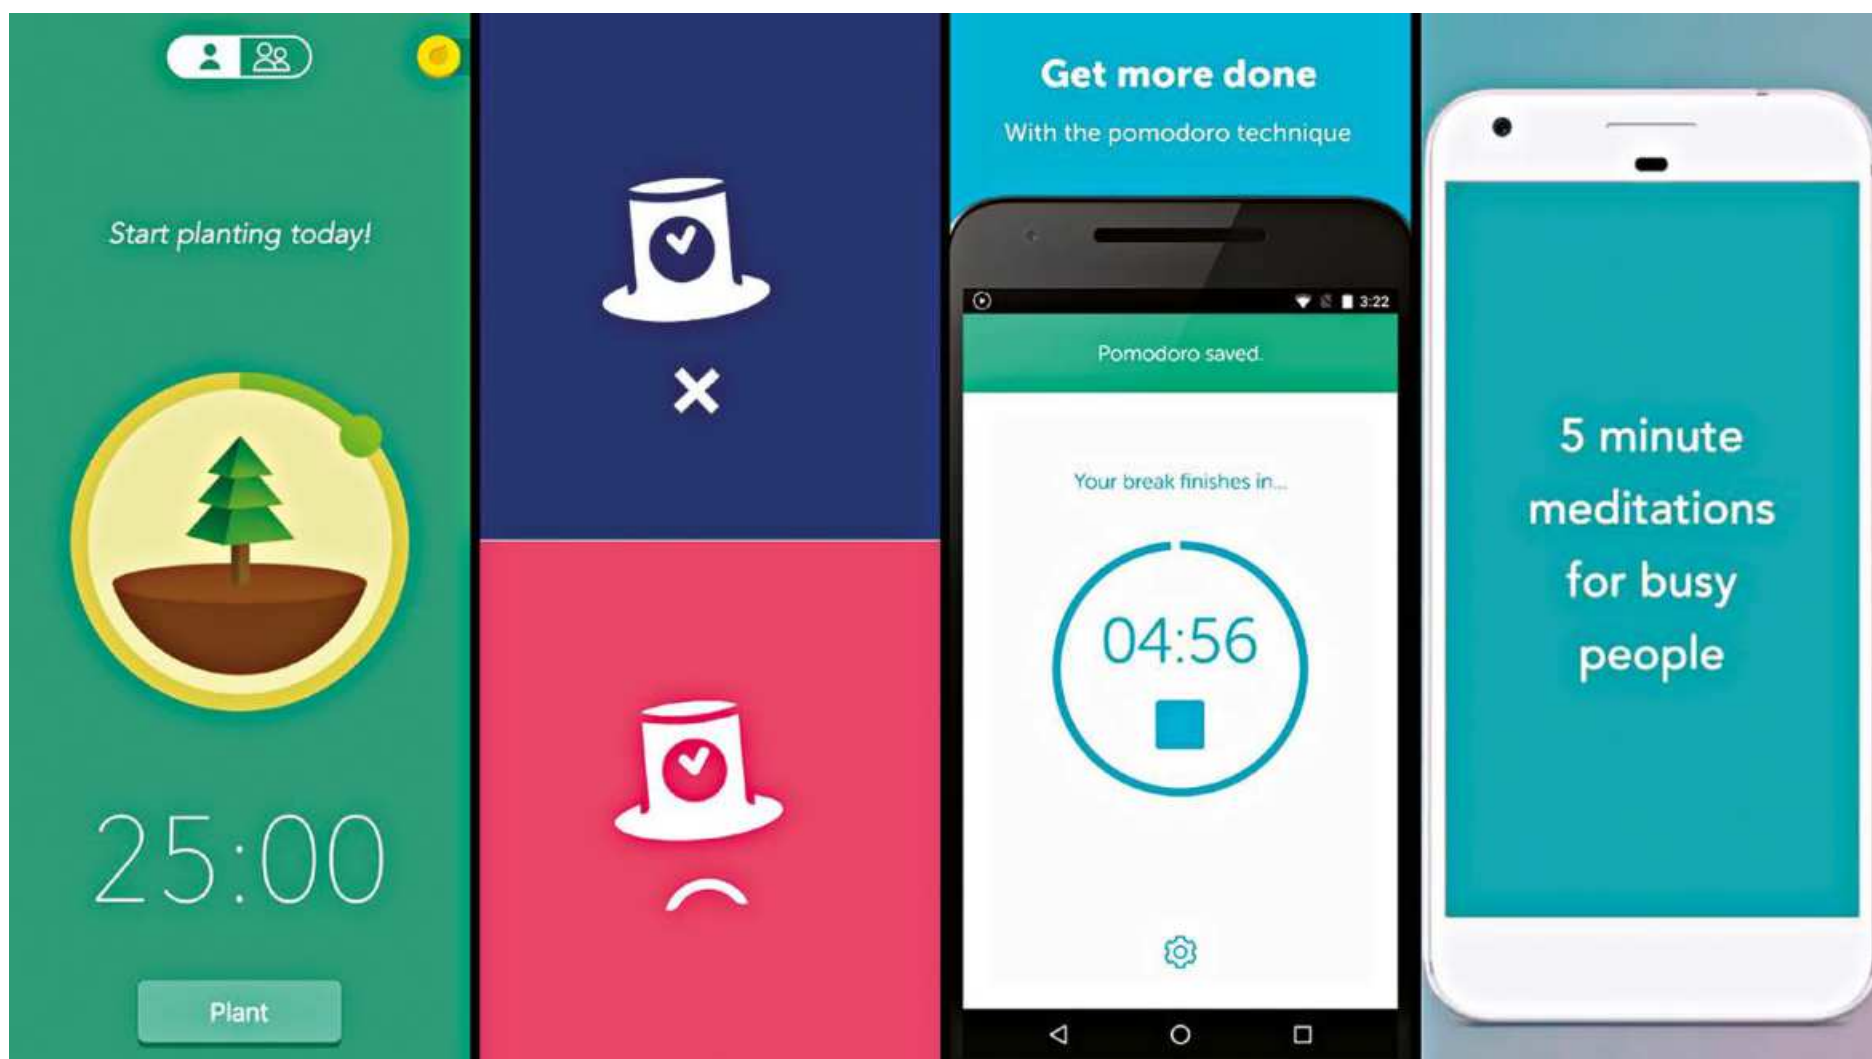 Start planting today!
25:00
Plant
Get more done
With the pomodoro technique
3:22
Pomodoro saved.
Your break finishes in...
04:56
5 minute
meditations
for busy
people